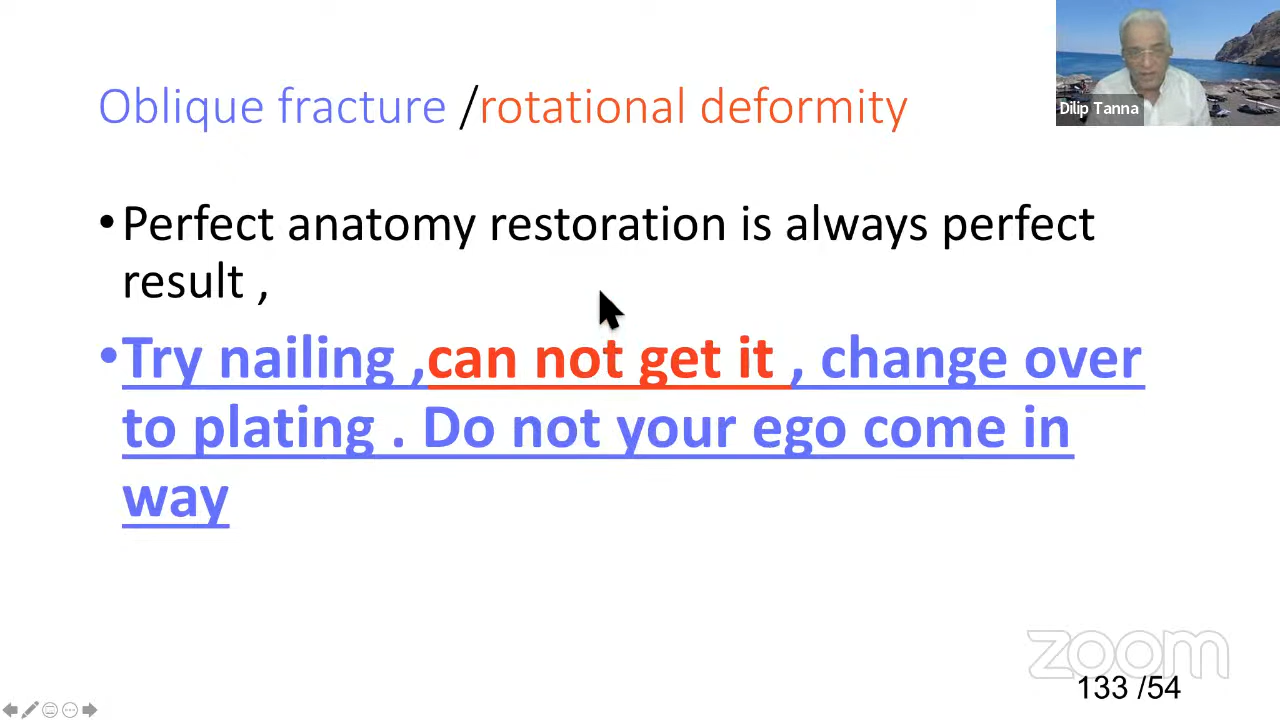 Oblique fracture /rotational deformity
Dilip Tanna
•Perfect anatomy restoration is always perfect
result ,
•Try nailing ,can not get it , change over
to plating . Do not your ego come in
way
zoom
133 /54